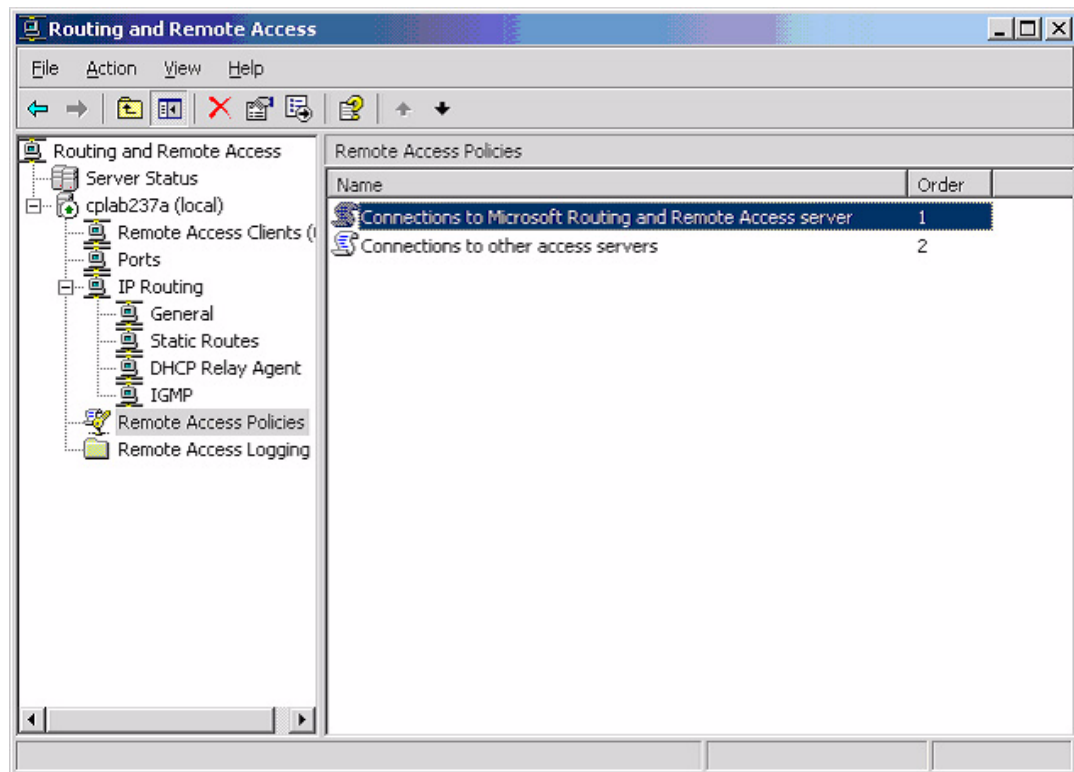 Routing and Remote Access
File Action View Help
Routing and Remote Access
Server Status
cplab237a (local)
Remote Access Clients (
Ports
IP Routing
General
Static Routes
DHCP Relay Agent
IGMP
Remote Access Policies
Remote Access Logging
Remote Access Policies
Name Order
Connections to Microsoft Routing and Remote Access server 1
Connections to other access servers 2